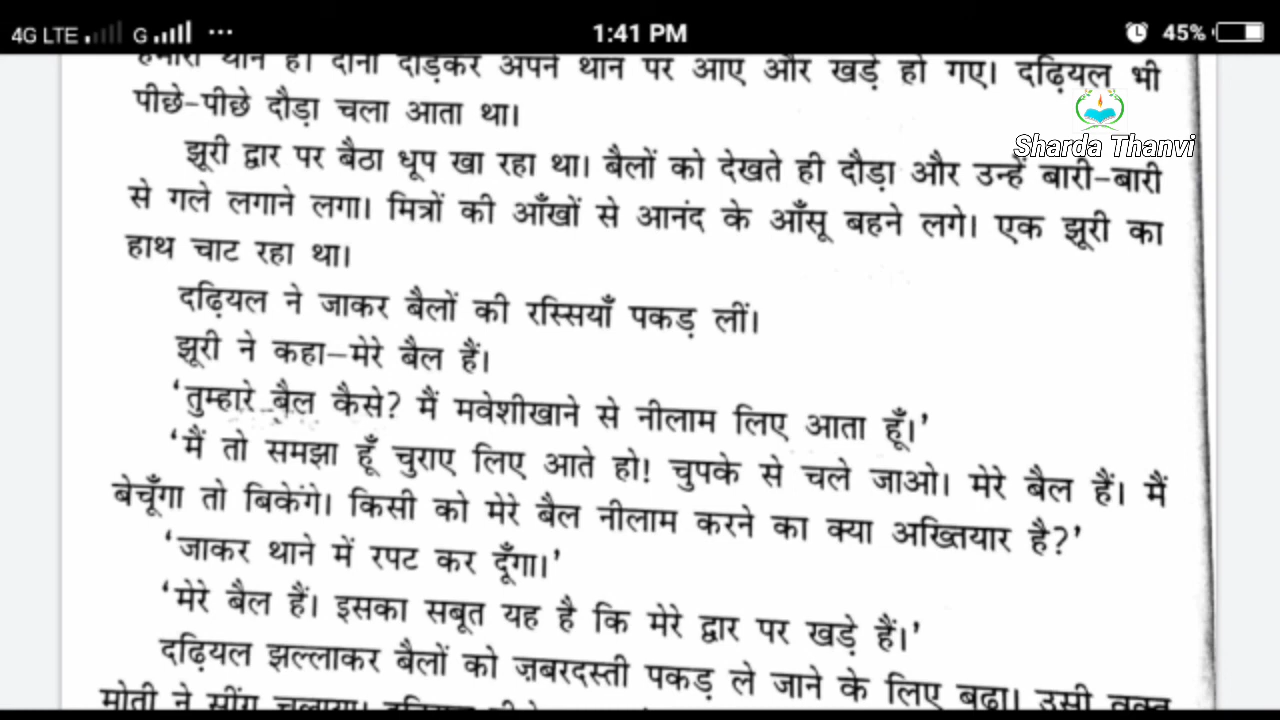 4G LTE G ... 1:41 PM 45%
हमारा थान है। दोनों दौड़कर अपने थान पर आए और खड़े हो गए। दढ़ियल भी
पीछे-पीछे दौड़ा चला आता था।
Sharda Thanvi
झूरी द्वार पर बैठा धूप खा रहा था। बैलों को देखते ही दौड़ा और उन्हें बारी-बारी
से गले लगाने लगा। मित्रों की आँखों से आनंद के आँसू बहने लगे। एक झूरी का
हाथ चाट रहा था।
दढ़ियल ने जाकर बैलों की रस्सियाँ पकड़ लीं।
झूरी ने कहा—मेरे बैल हैं।
‘तुम्हारे बैल कैसे? मैं मवेशीखाने से नीलाम लिए आता हूँ।’
‘मैं तो समझा हूँ चुराए लिए आते हो! चुपके से चले जाओ। मेरे बैल हैं। मैं
बेचूँगा तो बिकेंगे। किसी को मेरे बैल नीलाम करने का क्या अख्तियार है?’
‘जाकर थाने में रपट कर दूँगा।’
‘मेरे बैल हैं। इसका सबूत यह है कि मेरे द्वार पर खड़े हैं।’
दढ़ियल झल्लाकर बैलों को ज़बरदस्ती पकड़ ले जाने के लिए बढ़ा। उसी वक्त
मोती ने सींग चलाया।